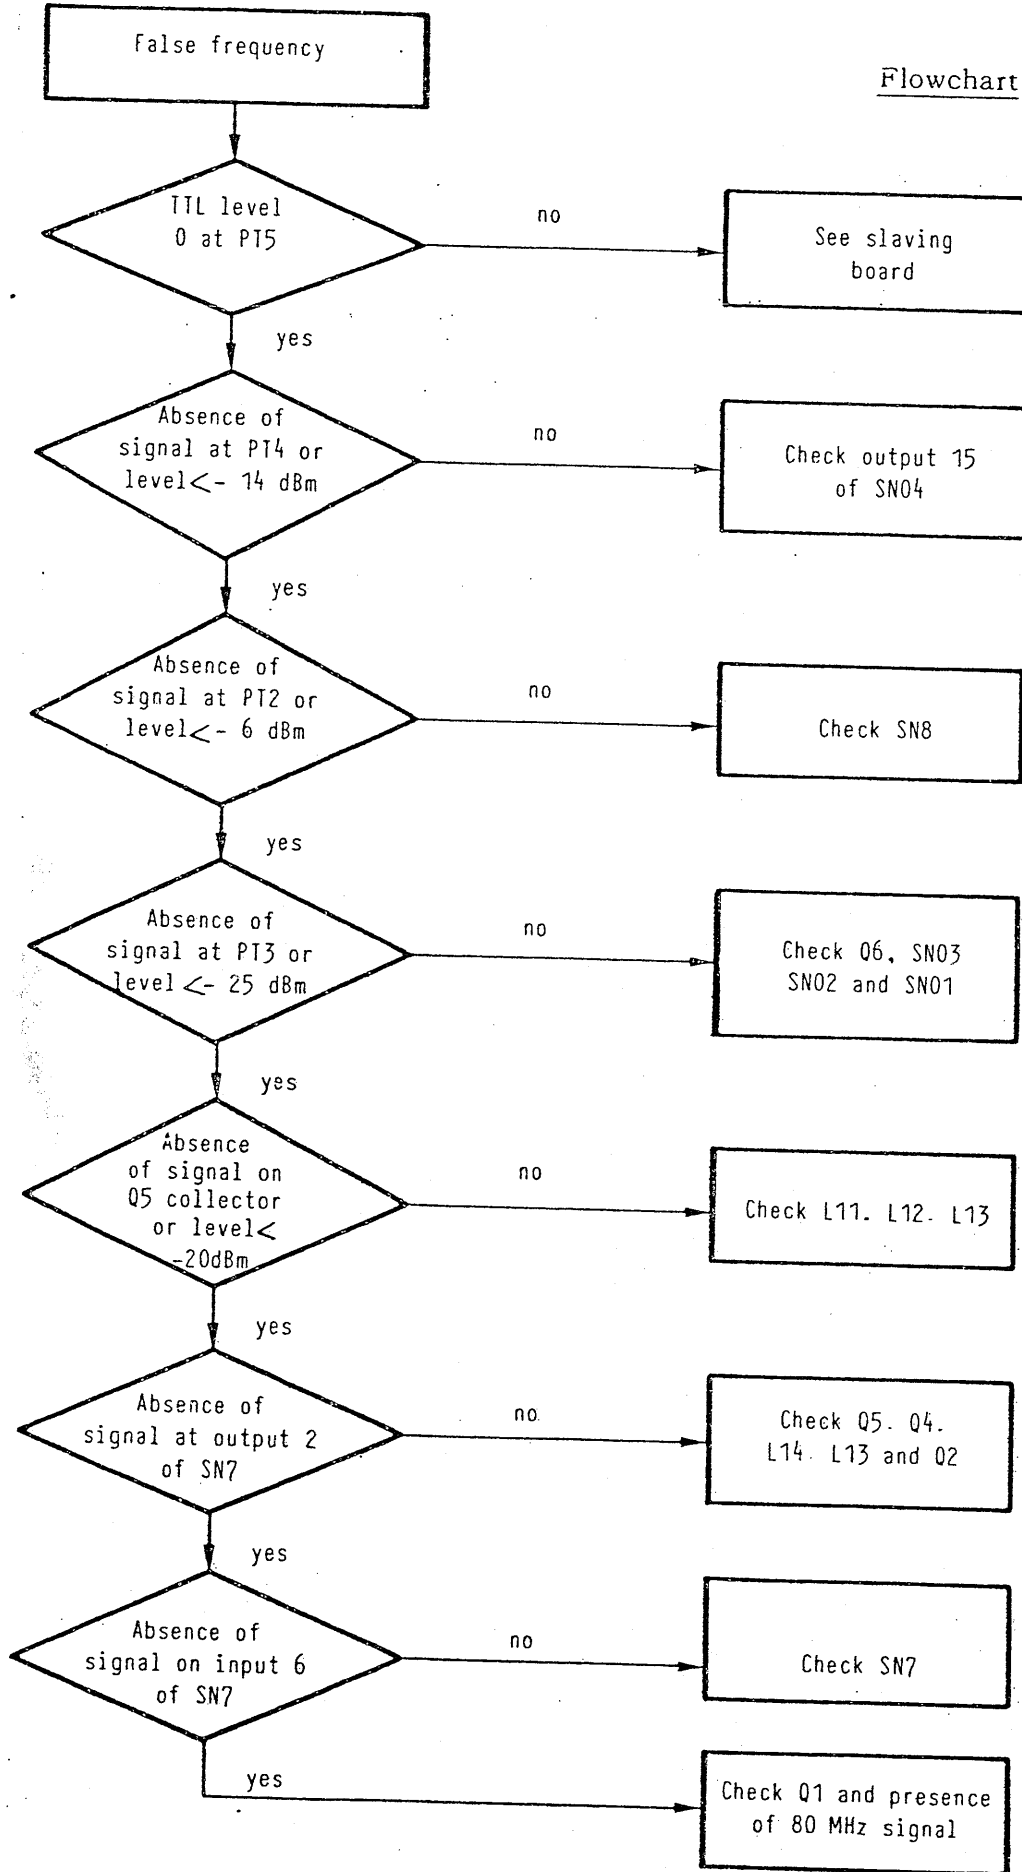 False frequency
Flowchart
TTL level
0 at PT5
no
See slaving
board
yes
Absence of
signal at PT4 or
level<- 14 dBm
no
Check output 15
of SN04
yes
Absence of
signal at PT2 or
level<- 6 dBm
no
Check SN8
yes
Absence of
signal at PT3 or
level<- 25 dBm
no
Check Q6, SN03
SN02 and SN01
yes
Absence
of signal on
Q5 collector
or level<
-20dBm
no
Check L11. L12. L13
yes
Absence of
signal at output 2
of SN7
no.
Check Q5. Q4.
L14. L13 and Q2
yes
Absence of
signal on input 6
of SN7
no
Check SN7
yes
Check Q1 and presence
of 80 MHz signal